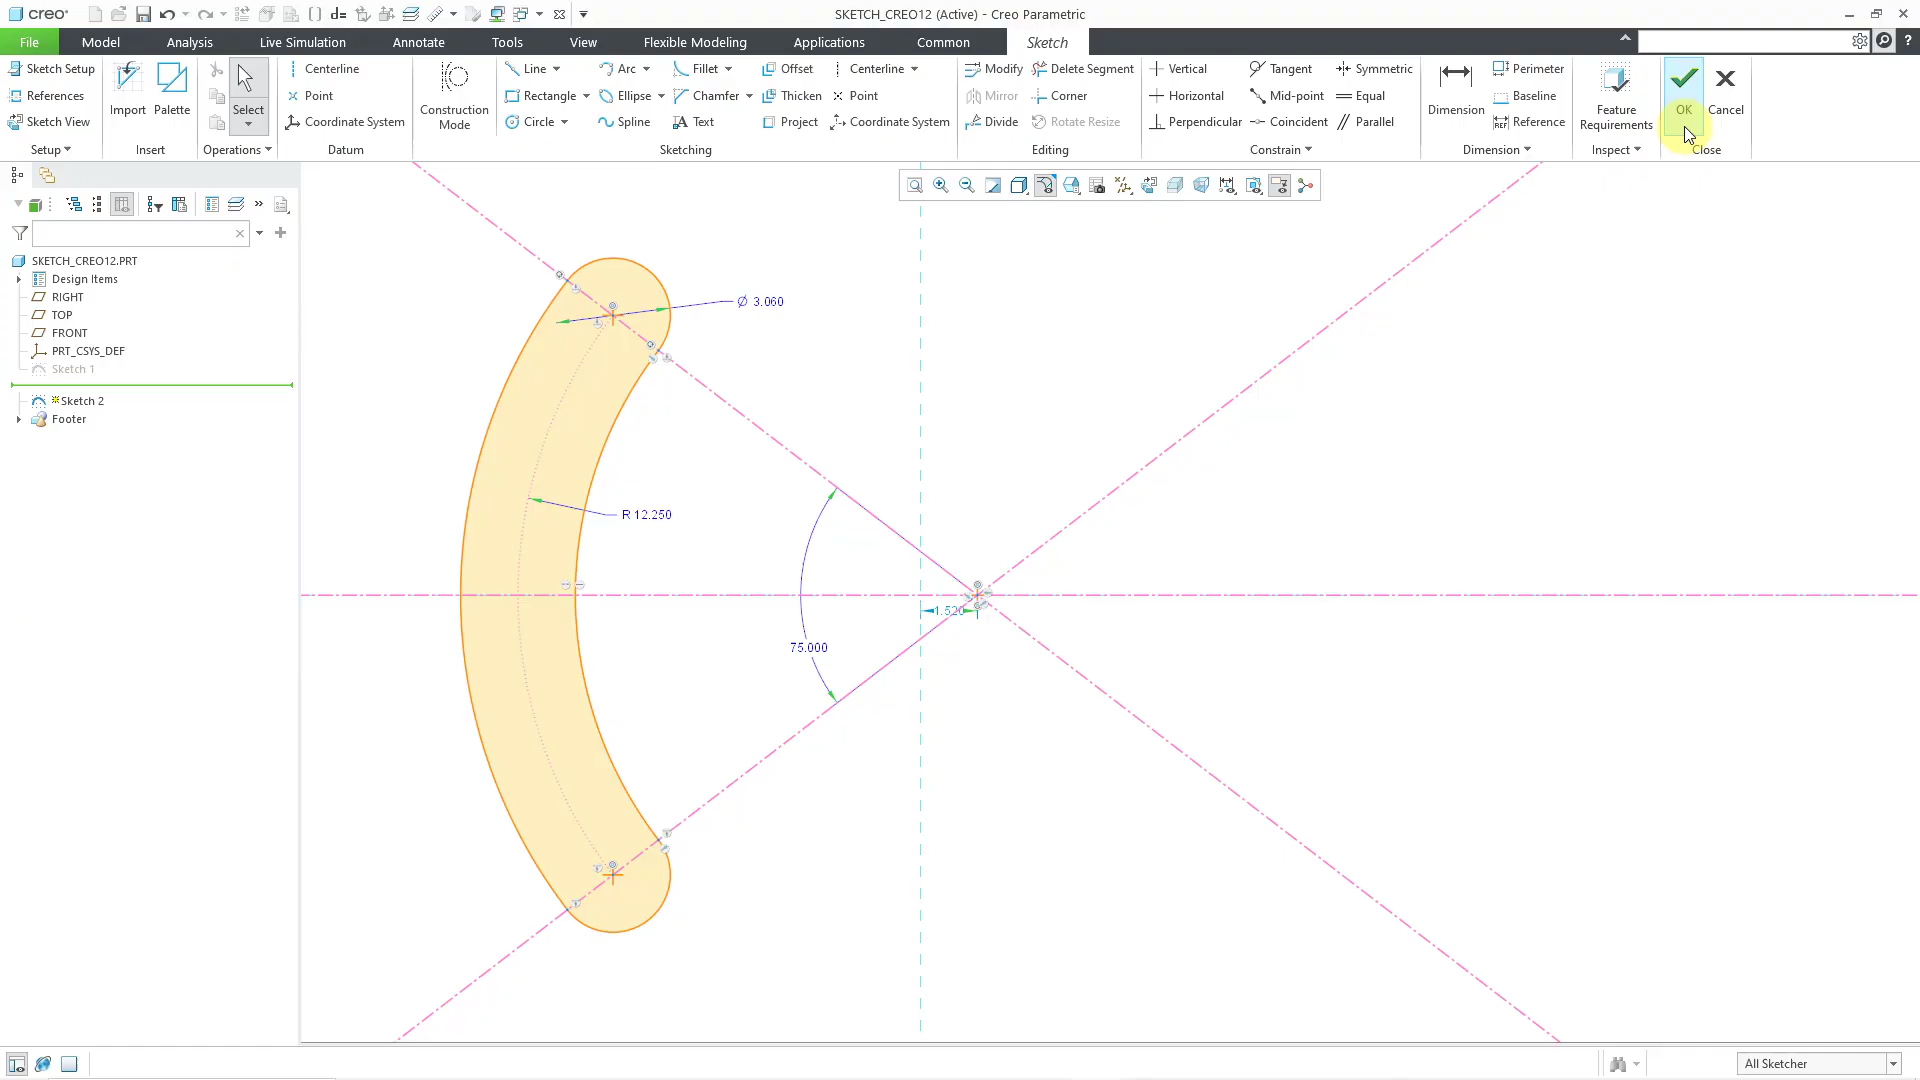 creo
SKETCH_CREO12 (Active) - Creo Parametric
File Model Analysis Live Simulation Annotate Tools View Flexible Modeling Applications Common Sketch
Sketch Setup
References
Sketch View
Setup
Import Palette
Insert
Select
Operations
Centerline
Point
Coordinate System
Datum
Construction
Mode
Line Arc Fillet Offset Centerline
Rectangle Ellipse Chamfer Thicken Point
Circle Spline Text Project Coordinate System
Sketching
Modify Delete Segment
Mirror Corner
Divide Rotate Resize
Editing
Vertical Tangent Symmetric
Horizontal Mid-point Equal
Perpendicular Coincident Parallel
Constrain
Dimension
Perimeter
Baseline
Reference
Dimension
Feature
Requirements
Inspect
OK Cancel
Close
SKETCH_CREO12.PRT
Design Items
RIGHT
TOP
FRONT
PRT_CSYS_DEF
Sketch 1
Sketch 2
Footer
Ø 3.060
R 12.250
1.520
75.000
All Sketcher